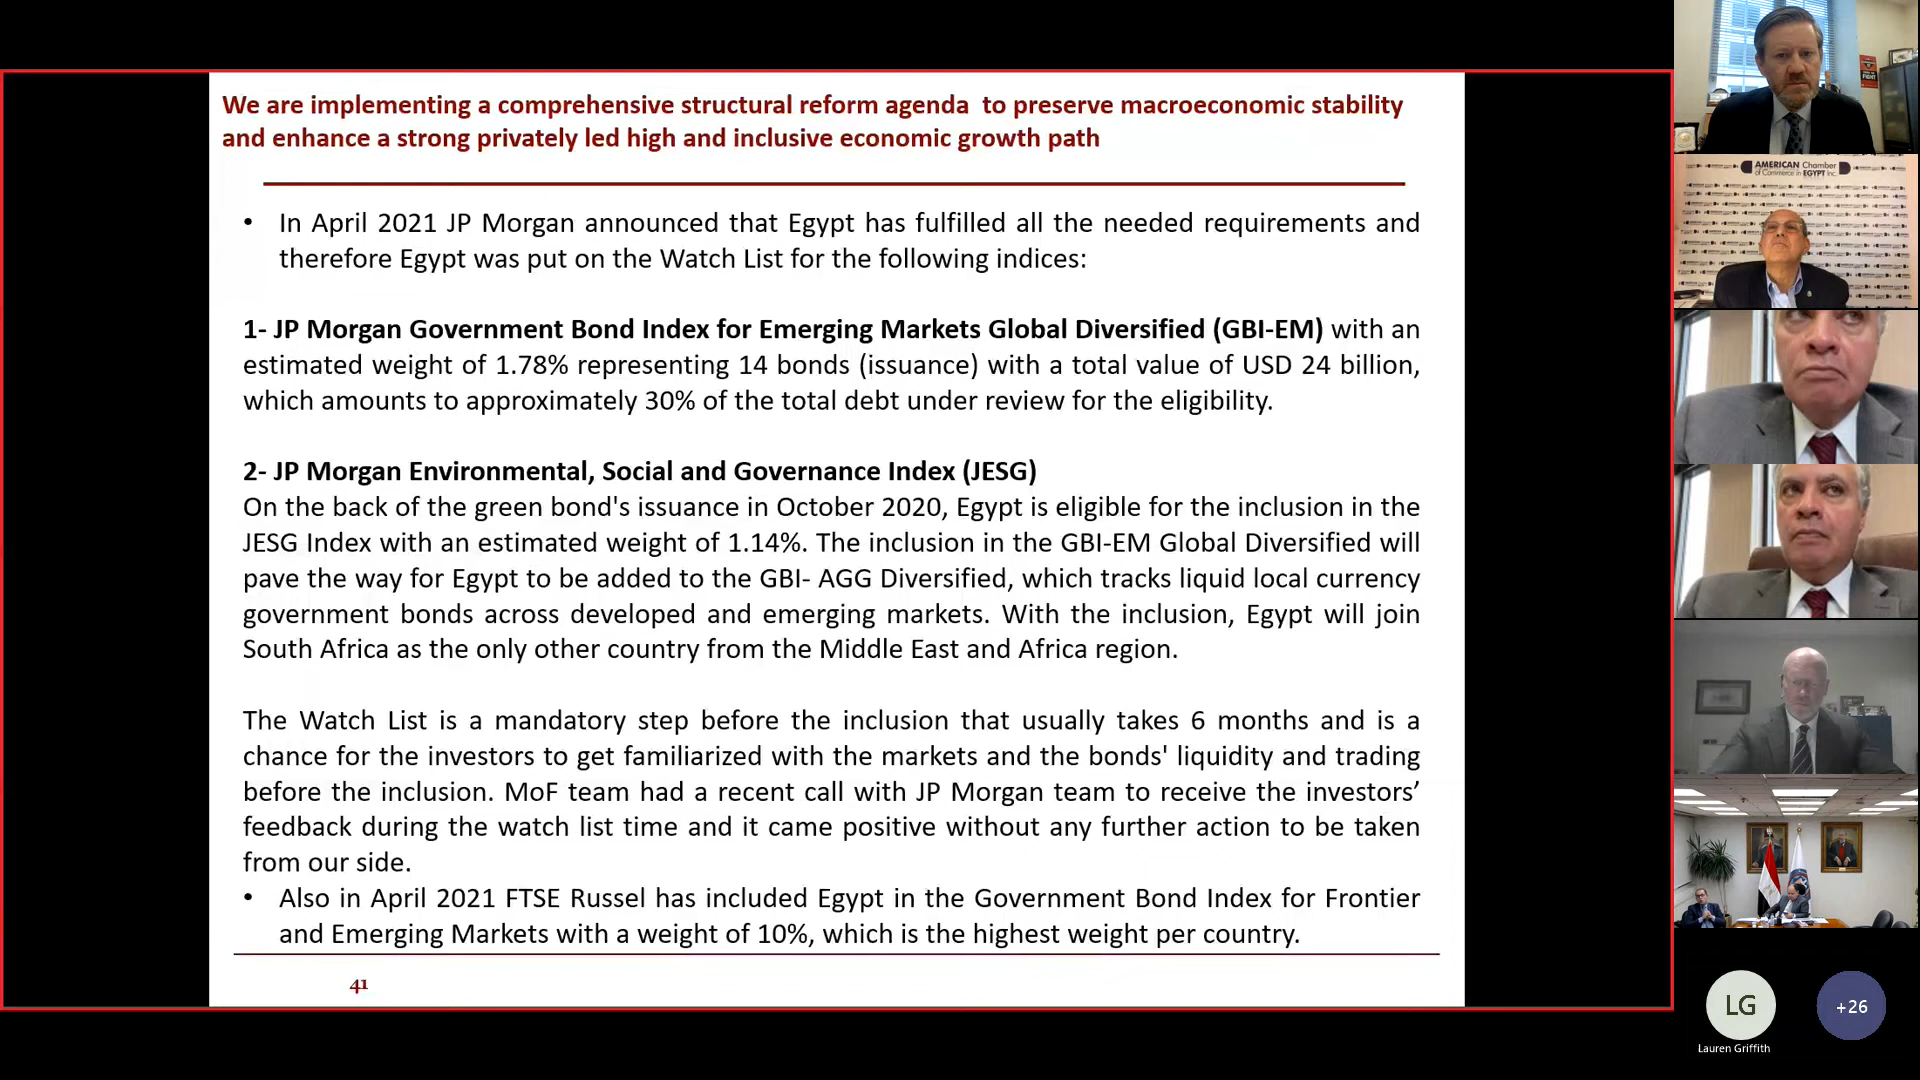 We are implementing a comprehensive structural reform agenda  to preserve macroeconomic stability
and enhance a strong privately led high and inclusive economic growth path
• In April 2021 JP Morgan announced that Egypt has fulfilled all the needed requirements and
therefore Egypt was put on the Watch List for the following indices:
1- JP Morgan Government Bond Index for Emerging Markets Global Diversified (GBI-EM) with an
estimated weight of 1.78% representing 14 bonds (issuance) with a total value of USD 24 billion,
which amounts to approximately 30% of the total debt under review for the eligibility.
2- JP Morgan Environmental, Social and Governance Index (JESG)
On the back of the green bond's issuance in October 2020, Egypt is eligible for the inclusion in the
JESG Index with an estimated weight of 1.14%. The inclusion in the GBI-EM Global Diversified will
pave the way for Egypt to be added to the GBI- AGG Diversified, which tracks liquid local currency
government bonds across developed and emerging markets. With the inclusion, Egypt will join
South Africa as the only other country from the Middle East and Africa region.
The Watch List is a mandatory step before the inclusion that usually takes 6 months and is a
chance for the investors to get familiarized with the markets and the bonds' liquidity and trading
before the inclusion. MoF team had a recent call with JP Morgan team to receive the investors’
feedback during the watch list time and it came positive without any further action to be taken
from our side.
• Also in April 2021 FTSE Russel has included Egypt in the Government Bond Index for Frontier
and Emerging Markets with a weight of 10%, which is the highest weight per country.
41
FIGHT
AMERICAN Chamber
of Commerce in EGYPT Inc.
LG
+26
Lauren Griffith